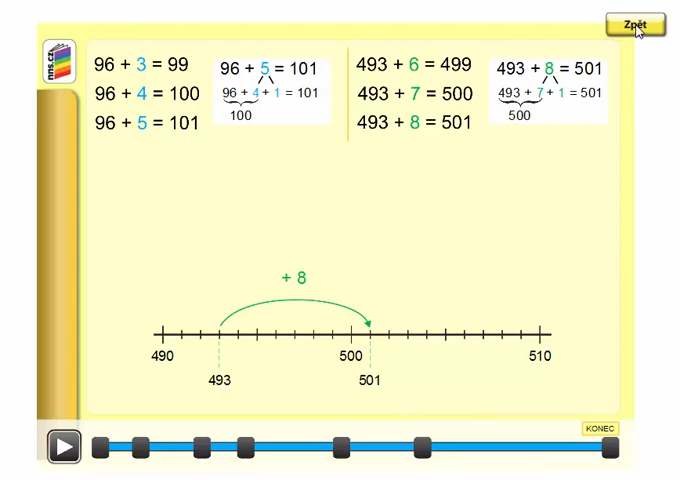 Zpět
nns.cz
96 + 3 = 99
96 + 4 = 100
96 + 5 = 101
96 + 5 = 101
96 + 4 + 1 = 101
100
493 + 6 = 499
493 + 7 = 500
493 + 8 = 501
493 + 8 = 501
493 + 7 + 1 = 501
500
+ 8
490 500 510
493 501
KONEC